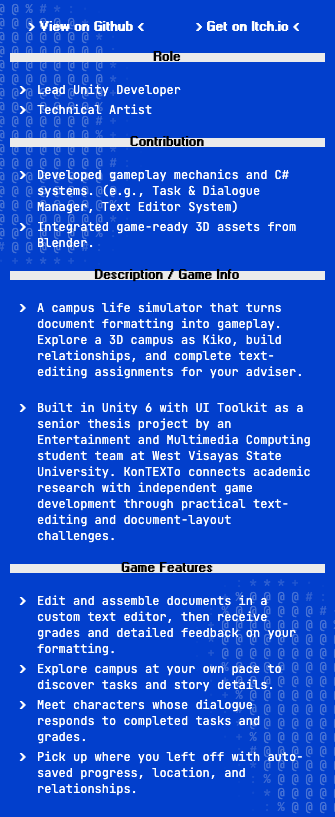 > View on Github <
> Get on Itch.io <
Role
> Lead Unity Developer
> Technical Artist
Contribution
> Developed gameplay mechanics and C#
systems. (e.g., Task & Dialogue
Manager, Text Editor System)
> Integrated game-ready 3D assets from
Blender.
Description / Game Info
> A campus life simulator that turns
document formatting into gameplay.
Explore a 3D campus as Kiko, build
relationships, and complete text-
editing assignments for your adviser.
> Built in Unity 6 with UI Toolkit as a
senior thesis project by an
Entertainment and Multimedia Computing
student team at West Visayas State
University. KonTEXTo connects academic
research with independent game
development through practical text-
editing and document-layout
challenges.
Game Features
> Edit and assemble documents in a
custom text editor, then receive
grades and detailed feedback on your
formatting.
> Explore campus at your own pace to
discover tasks and story details.
> Meet characters whose dialogue
responds to completed tasks and
grades.
> Pick up where you left off with auto-
saved progress, location, and
relationships.